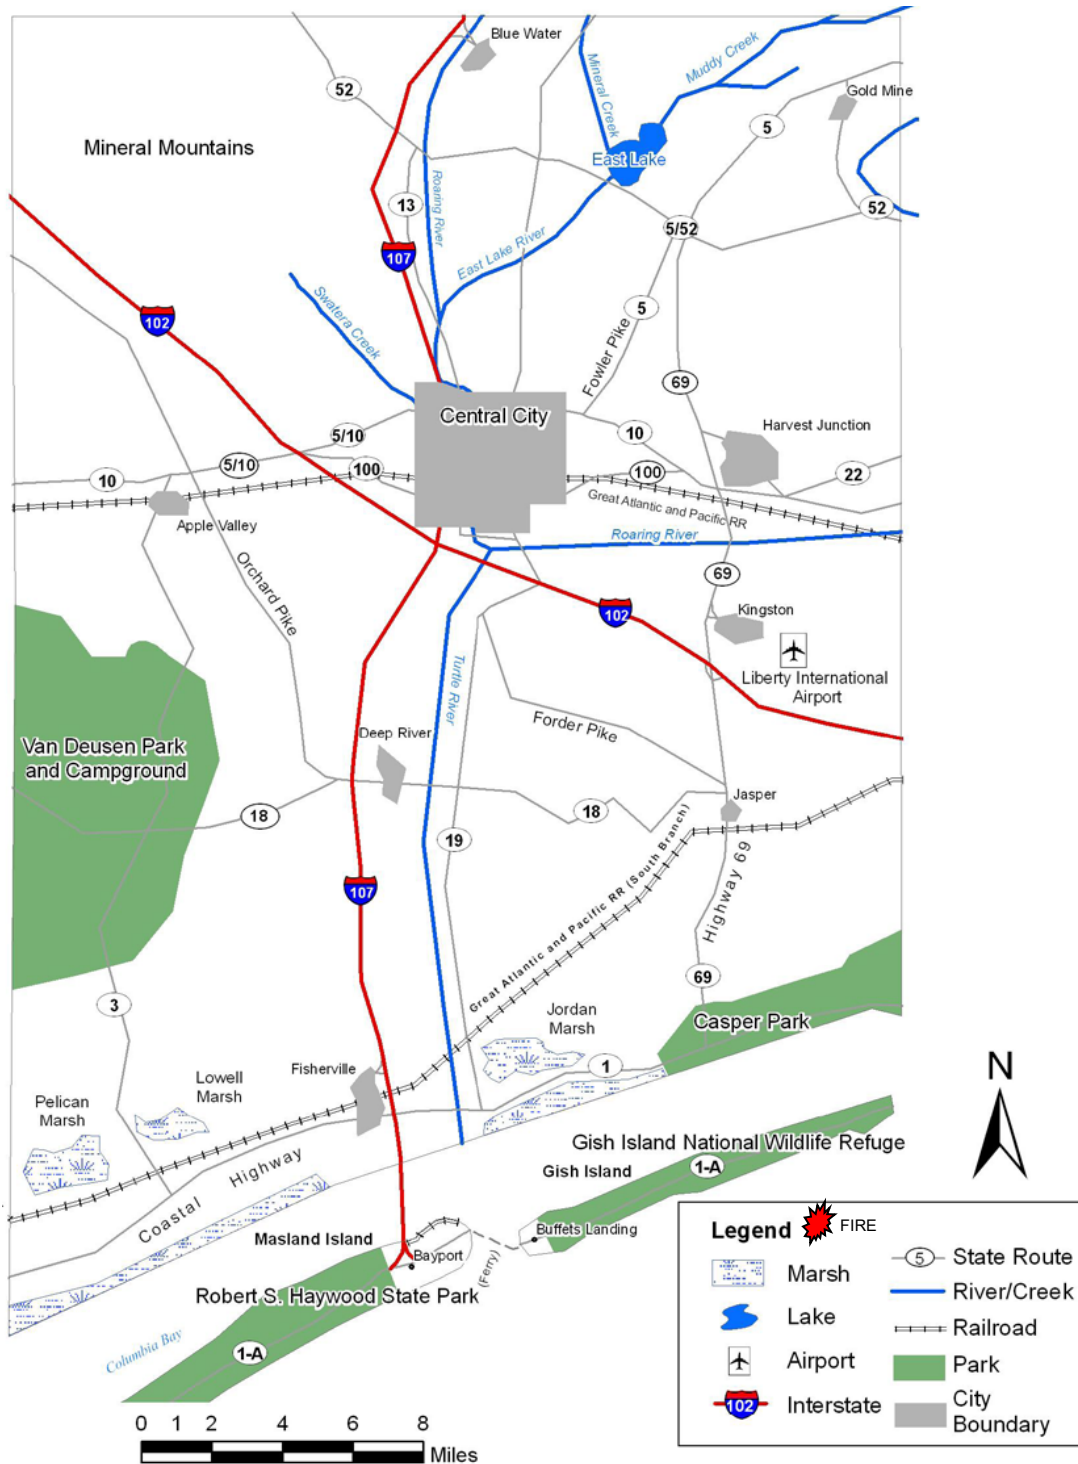 Blue Water
52
Mineral Creek
Muddy Creek
Gold Mine
5
Mineral Mountains
East Lake
13
Roaring River
52
5/52
107
East Lake River
Swatera Creek
102
5
Fowler Pike
69
Central City
Harvest Junction
5/10
10
5/10
100
100
22
10
Great Atlantic and Pacific RR
Apple Valley
Roaring River
Orchard Pike
69
102
Kingston
Turtle River
Liberty International
Airport
Forder Pike
Deep River
Van Deusen Park
and Campground
Jasper
18
18
19
Great Atlantic and Pacific RR (South Branch)
Highway 69
107
69
3
Jordan
Marsh
Casper Park
Fisherville
1
Lowell
Marsh
Pelican
Marsh
N
Gish Island National Wildlife Refuge
Gish Island
1-A
Coastal Highway
Buffets Landing
Masland Island
Bayport
(Ferry)
Robert S. Haywood State Park
Columbia Bay
1-A
Legend
FIRE
Marsh
5
State Route
River/Creek
Lake
Railroad
Airport
Park
102
Interstate
City
Boundary
0 1 2 4 6 8
Miles